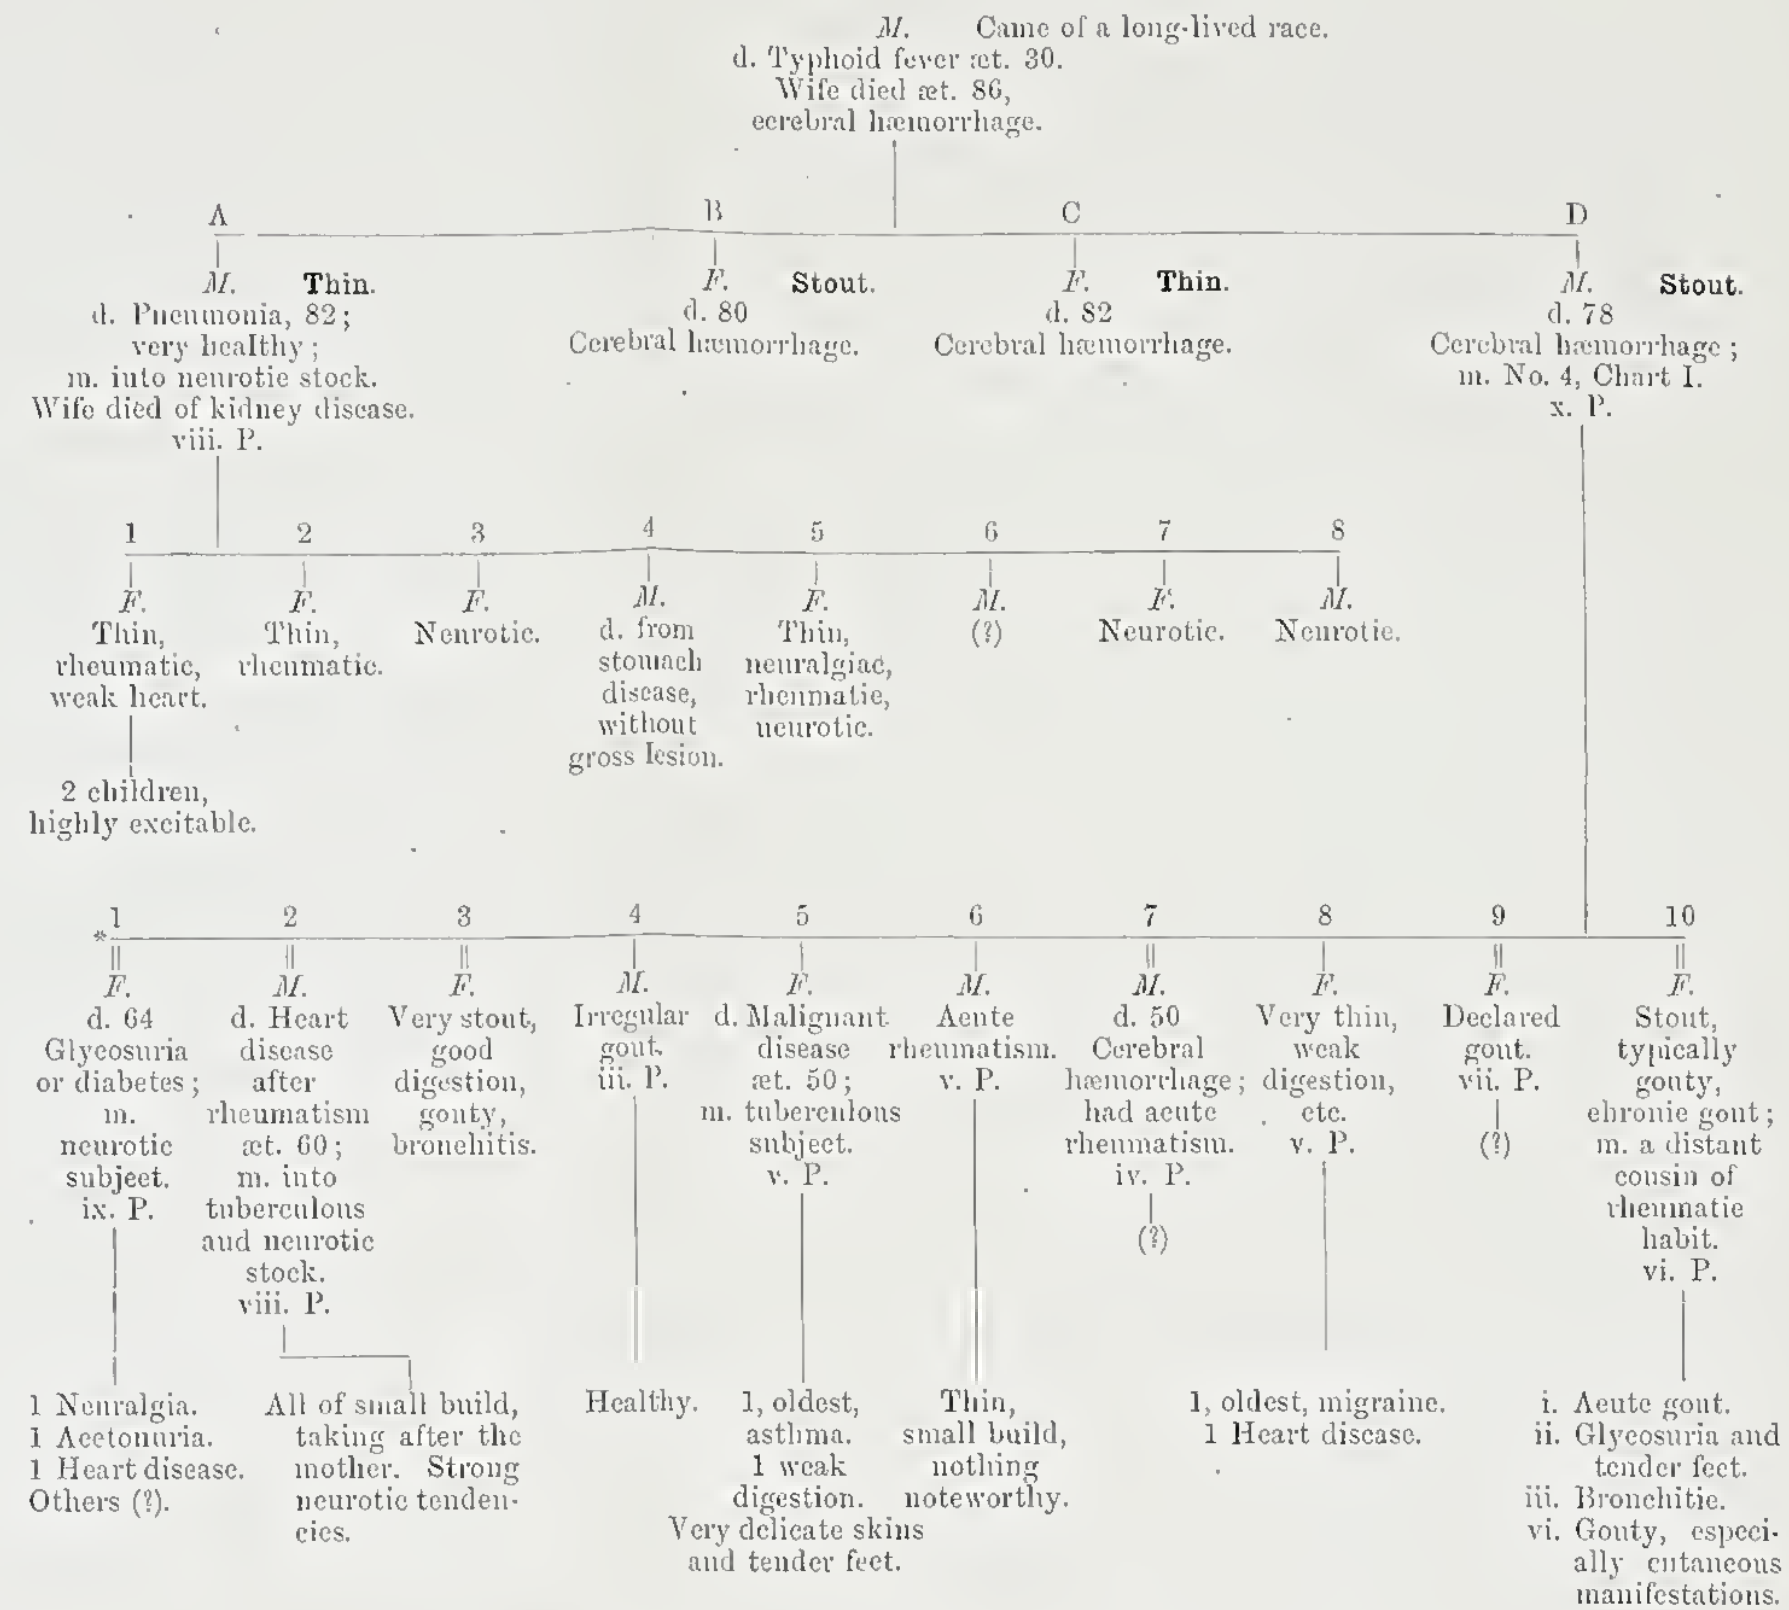 M. Came of a long-lived race.
d. Typhoid fever æt. 30.
Wife died æt. 86,
cerebral hæmorrhage.
A B C D
M. Thin.
d. Pneumonia, 82;
very healthy;
m. into neurotic stock.
Wife died of kidney disease.
viii. P.
F. Stout.
d. 80
Cerebral hæmorrhage.
F. Thin.
d. 82
Cerebral hæmorrhage.
M. Stout.
d. 78
Cerebral hæmorrhage;
m. No. 4, Chart I.
x. P.
1 2 3 4 5 6 7 8
F.
Thin,
rheumatic,
weak heart.
2 children,
highly excitable.
F.
Thin,
rheumatic.
F.
Neurotic.
M.
d. from
stomach
disease,
without
gross lesion.
F.
Thin,
neuralgiac,
rheumatic,
neurotic.
M.
(?)
F.
Neurotic.
M.
Neurotic.
*1 2 3 4 5 6 7 8 9 10
F.
d. 64
Glycosuria
or diabetes;
m.
neurotic
subject.
ix. P.
1 Neuralgia.
1 Acetonuria.
1 Heart disease.
Others (?).
M.
d. Heart
disease
after
rheumatism
æt. 60;
m. into
tuberculous
and neurotic
stock.
viii. P.
All of small build,
taking after the
mother. Strong
neurotic tenden-
cies.
F.
Very stout,
good
digestion,
gouty,
bronchitis.
M.
Irregular
gout.
iii. P.
Healthy.
F.
d. Malignant
disease
æt. 50;
m. tuberculous
subject.
v. P.
1, oldest,
asthma.
1 weak
digestion.
Very delicate skins
and tender feet.
M.
Acute
rheumatism.
v. P.
Thin,
small build,
nothing
noteworthy.
M.
d. 50
Cerebral
hæmorrhage;
had acute
rheumatism.
iv. P.
(?)
F.
Very thin,
weak
digestion,
etc.
v. P.
1, oldest, migraine.
1 Heart disease.
F.
Declared
gout.
vii. P.
(?)
F.
Stout,
typically
gouty,
chronic gout;
m. a distant
cousin of
rheumatic
habit.
vi. P.
i. Acute gout.
ii. Glycosuria and
tender feet.
iii. Bronchitic.
vi. Gouty, especi-
ally cutaneous
manifestations.